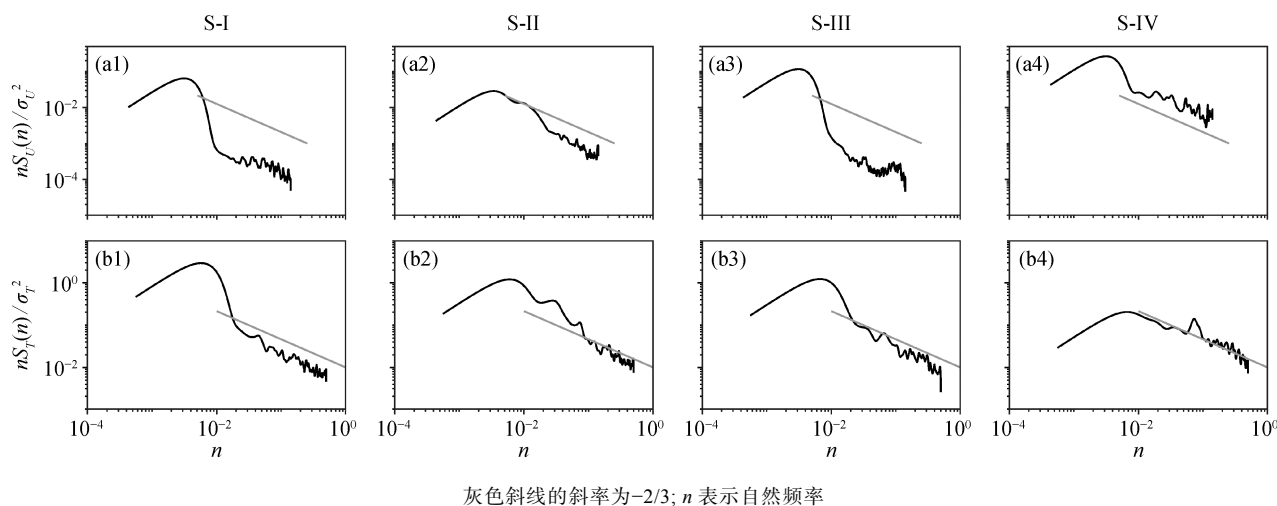 S-I S-II S-III S-IV
(a1) (a2) (a3) (a4)
nS_U(n)/σ_U^2
10^−2
10^−4
(b1) (b2) (b3) (b4)
nS_T(n)/σ_T^2
10^0
10^−2
10^−4 10^−2 10^0 10^−4 10^−2 10^0 10^−4 10^−2 10^0 10^−4 10^−2 10^0
n n n n
灰色斜线的斜率为−2/3; n 表示自然频率